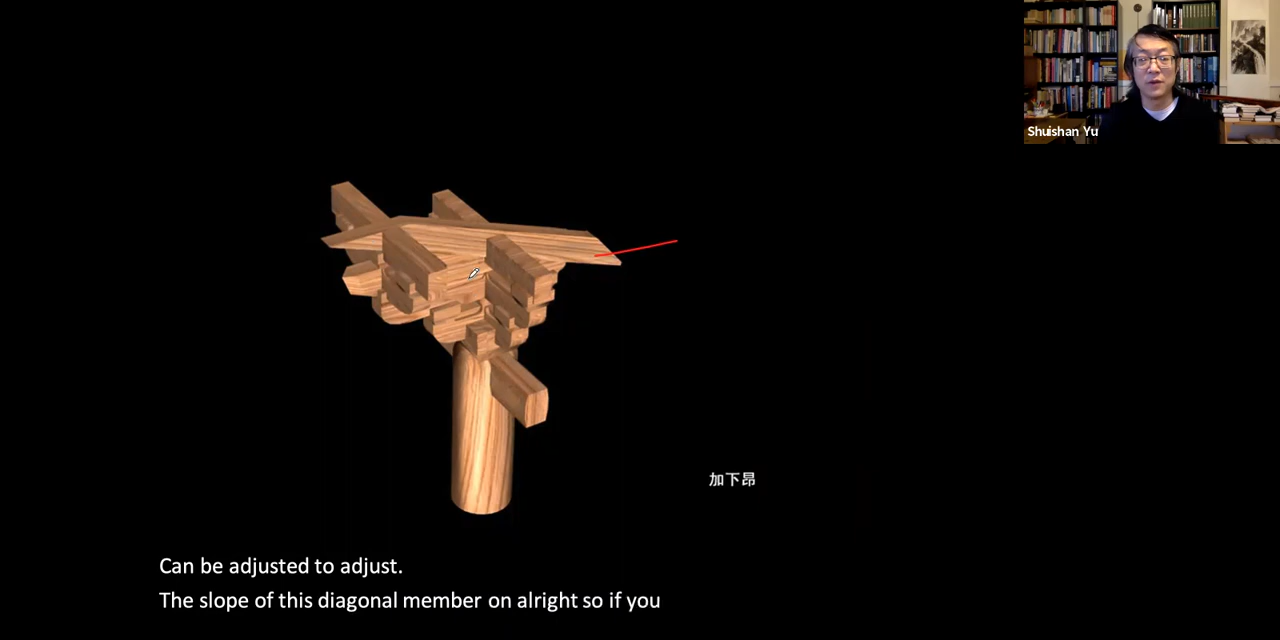 Shuishan Yu
加下昂
Can be adjusted to adjust.
The slope of this diagonal member on alright so if you